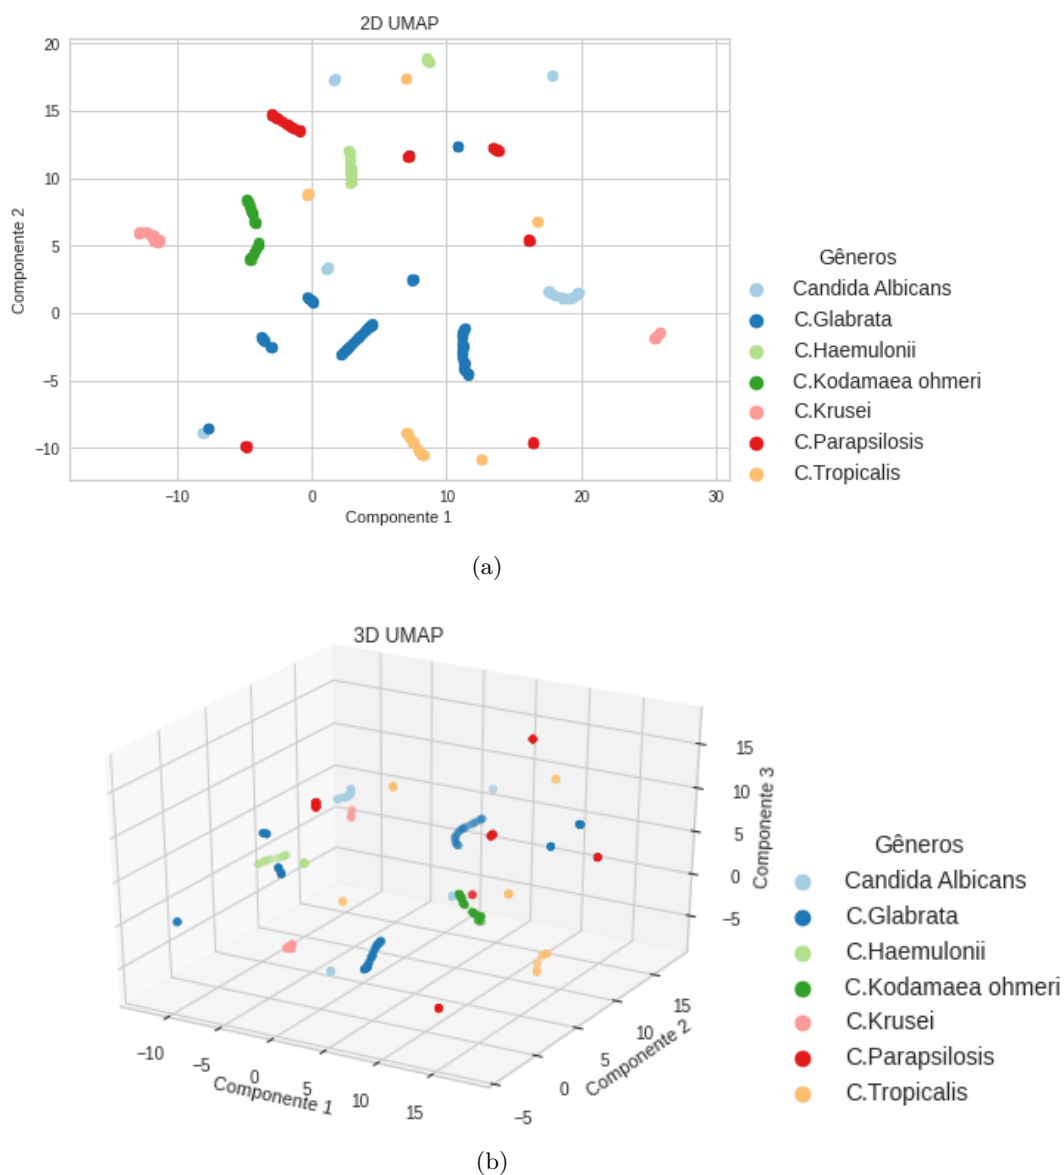 2D UMAP
20
15
10
5
0
−5
−10
Componente 2
−10 0 10 20 30
Componente 1
Gêneros
Candida Albicans
C.Glabrata
C.Haemulonii
C.Kodamaea ohmeri
C.Krusei
C.Parapsilosis
C.Tropicalis
(a)
3D UMAP
15
10
5
0
−5
Componente 3
−10 −5 0 5 10 15
Componente 1
−5 0 5 10 15
Componente 2
Gêneros
Candida Albicans
C.Glabrata
C.Haemulonii
C.Kodamaea ohmeri
C.Krusei
C.Parapsilosis
C.Tropicalis
(b)